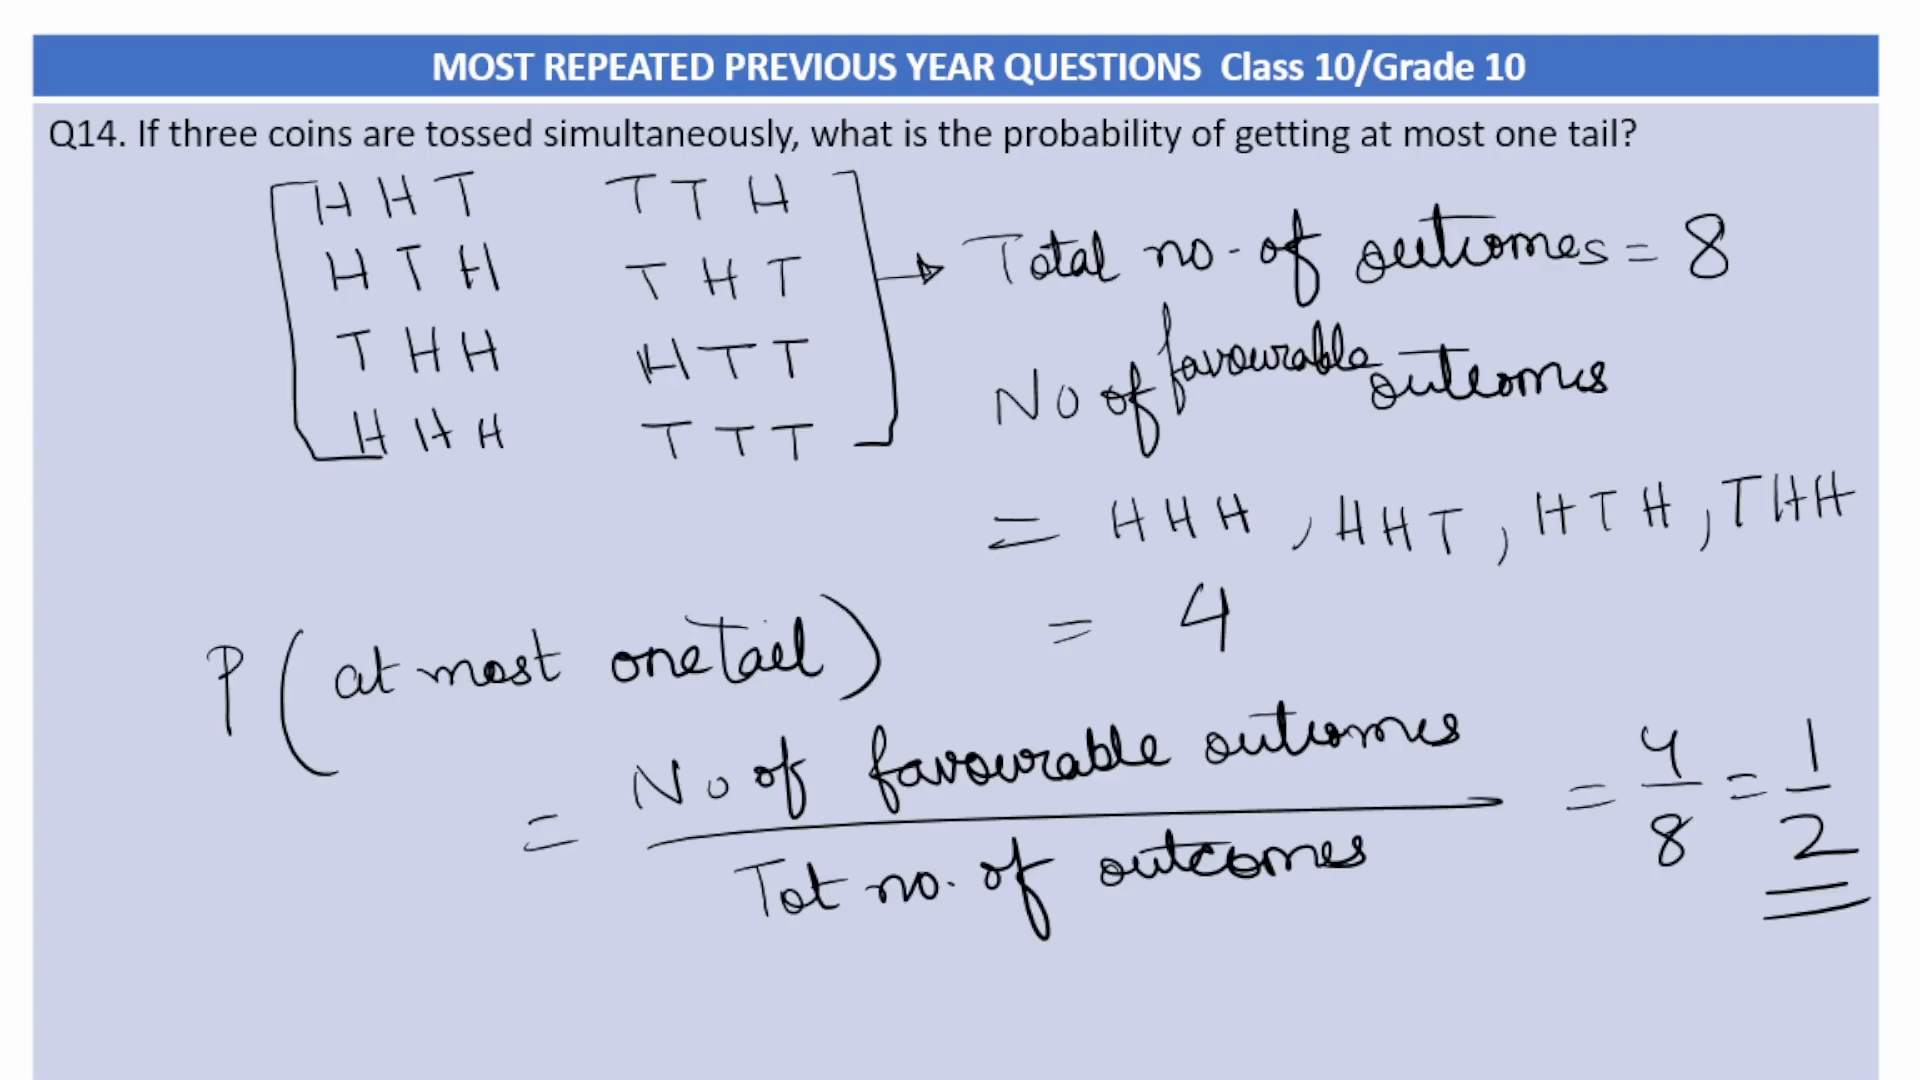 MOST REPEATED PREVIOUS YEAR QUESTIONS Class 10/Grade 10
Q14. If three coins are tossed simultaneously, what is the probability of getting at most one tail?
H H T T T H
H T H T H T
T H H H T T
H H H T T T
Total no. of outcomes = 8
No of favourable outcomes
= H H H , H H T , H T H , T H H
= 4
P ( at most one tail )
= No of favourable outcomes / Tot no. of outcomes = 4/8 = 1/2